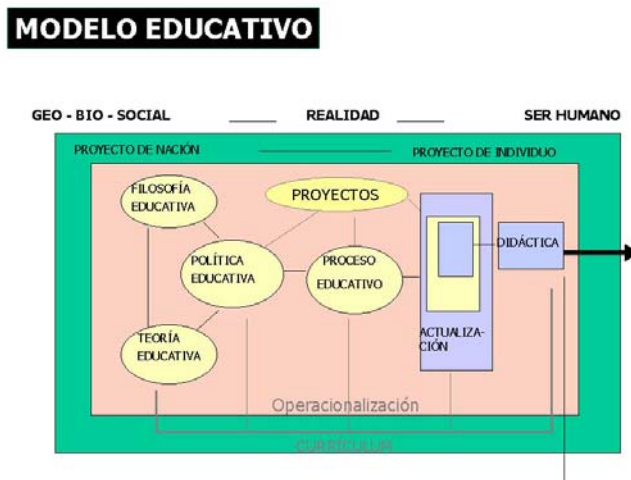 MODELO EDUCATIVO
GEO - BIO - SOCIAL
REALIDAD
SER HUMANO
PROYECTO DE NACIÓN
PROYECTO DE INDIVIDUO
FILOSOFÍA
EDUCATIVA
PROYECTOS
POLÍTICA
EDUCATIVA
PROCESO
EDUCATIVO
DIDÁCTICA
TEORÍA
EDUCATIVA
ACTUALIZA-
CIÓN
Operacionalización
CURRÍCULUM